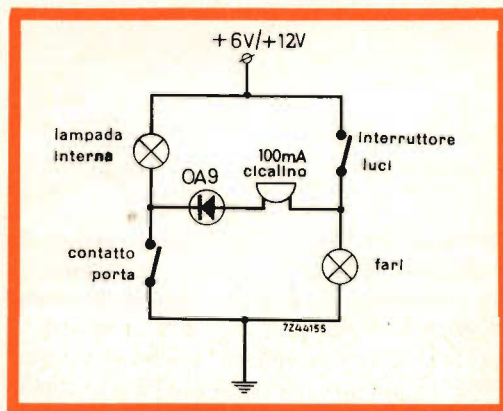 +6V/+12V
lampada
interna
interruttore
luci
100mA
cicalino
OA9
contatto
porta
fari
7Z44155